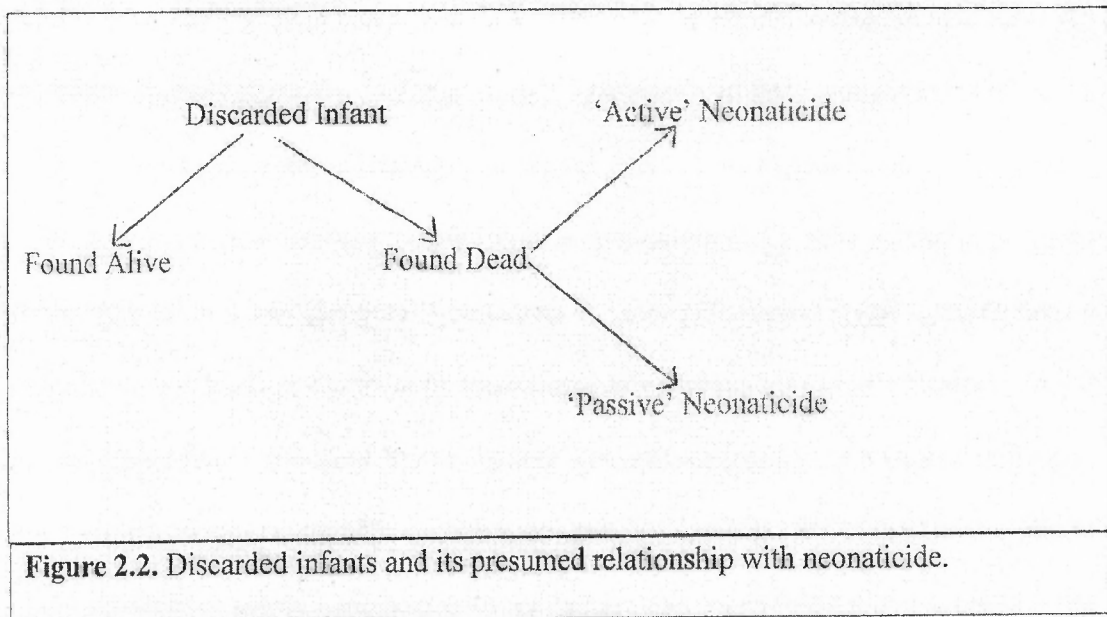 Discarded Infant
‘Active’ Neonaticide
Found Alive
Found Dead
‘Passive’ Neonaticide
Figure 2.2. Discarded infants and its presumed relationship with neonaticide.